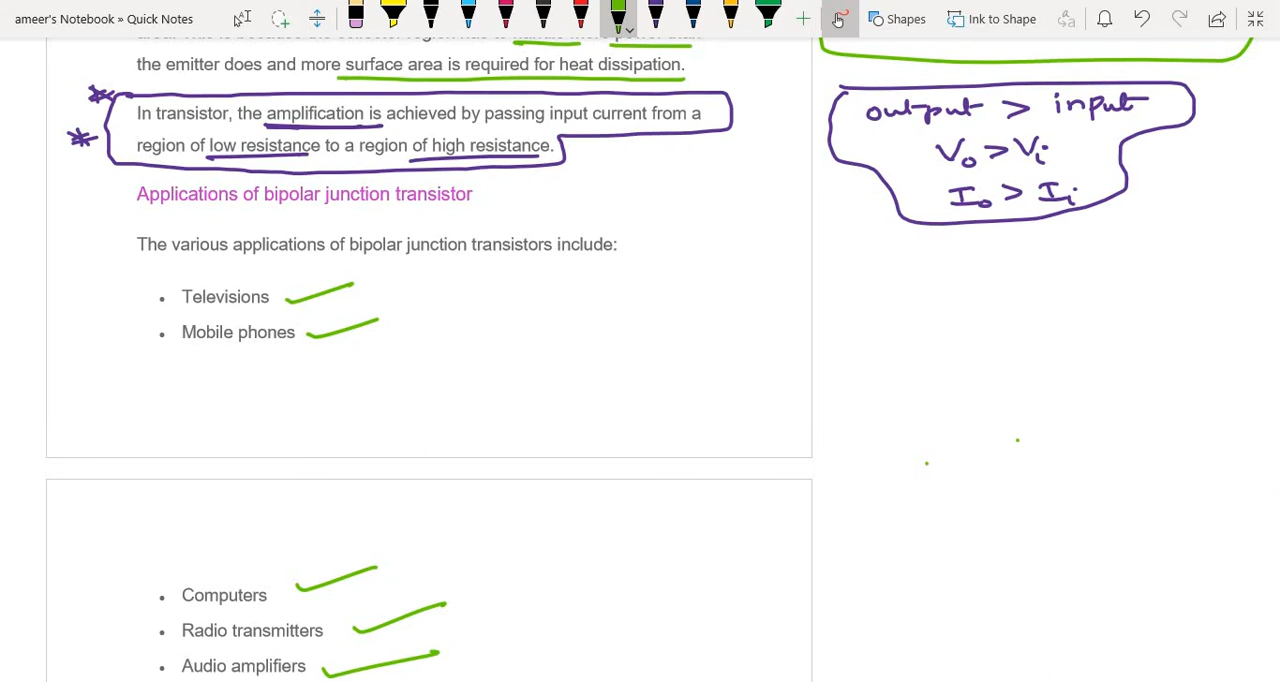 ameer's Notebook » Quick Notes
Shapes
Ink to Shape
the emitter does and more surface area is required for heat dissipation.
In transistor, the amplification is achieved by passing input current from a
region of low resistance to a region of high resistance.
output > input
Vo > Vi
Io > Ii
Applications of bipolar junction transistor
The various applications of bipolar junction transistors include:
• Televisions
• Mobile phones
• Computers
• Radio transmitters
• Audio amplifiers